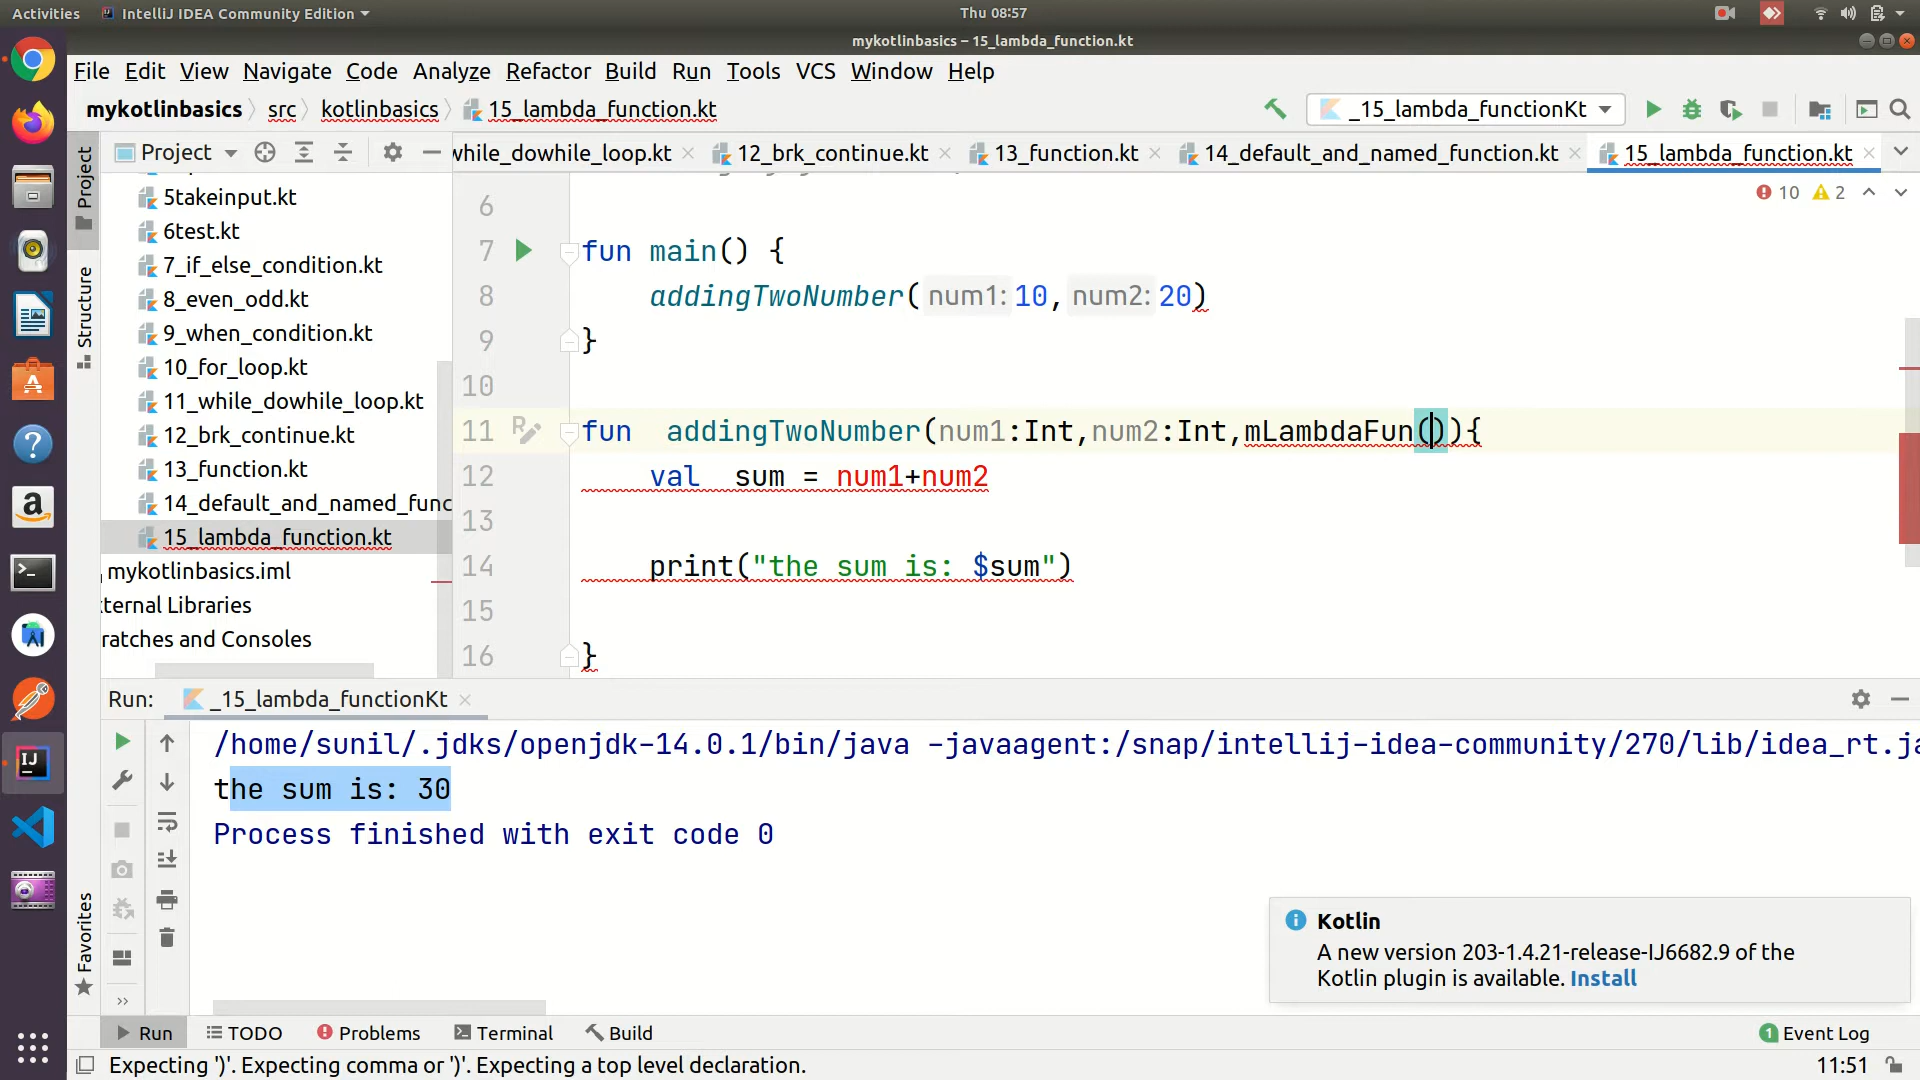 Activities IntelliJ IDEA Community Edition Thu 08:57
mykotlinbasics – 15_lambda_function.kt
File Edit View Navigate Code Analyze Refactor Build Run Tools VCS Window Help
mykotlinbasics src kotlinbasics 15_lambda_function.kt _15_lambda_functionKt
Project while_dowhile_loop.kt 12_brk_continue.kt 13_function.kt 14_default_and_named_function.kt 15_lambda_function.kt
Project
Structure
Favorites
5takeinput.kt
6test.kt
7_if_else_condition.kt
8_even_odd.kt
9_when_condition.kt
10_for_loop.kt
11_while_dowhile_loop.kt
12_brk_continue.kt
13_function.kt
14_default_and_named_func
15_lambda_function.kt
mykotlinbasics.iml
xternal Libraries
ratches and Consoles
10 2
6
7 fun main() {
8 addingTwoNumber( num1: 10, num2: 20)
9 }
10
11 fun addingTwoNumber(num1:Int,num2:Int,mLambdaFun()){
12 val sum = num1+num2
13
14 print("the sum is: $sum")
15
16 }
Run: _15_lambda_functionKt
/home/sunil/.jdks/openjdk-14.0.1/bin/java -javaagent:/snap/intellij-idea-community/270/lib/idea_rt.ja
the sum is: 30
Process finished with exit code 0
Kotlin
A new version 203-1.4.21-release-IJ6682.9 of the
Kotlin plugin is available. Install
Run TODO Problems Terminal Build 1 Event Log
Expecting ')'. Expecting comma or ')'. Expecting a top level declaration. 11:51